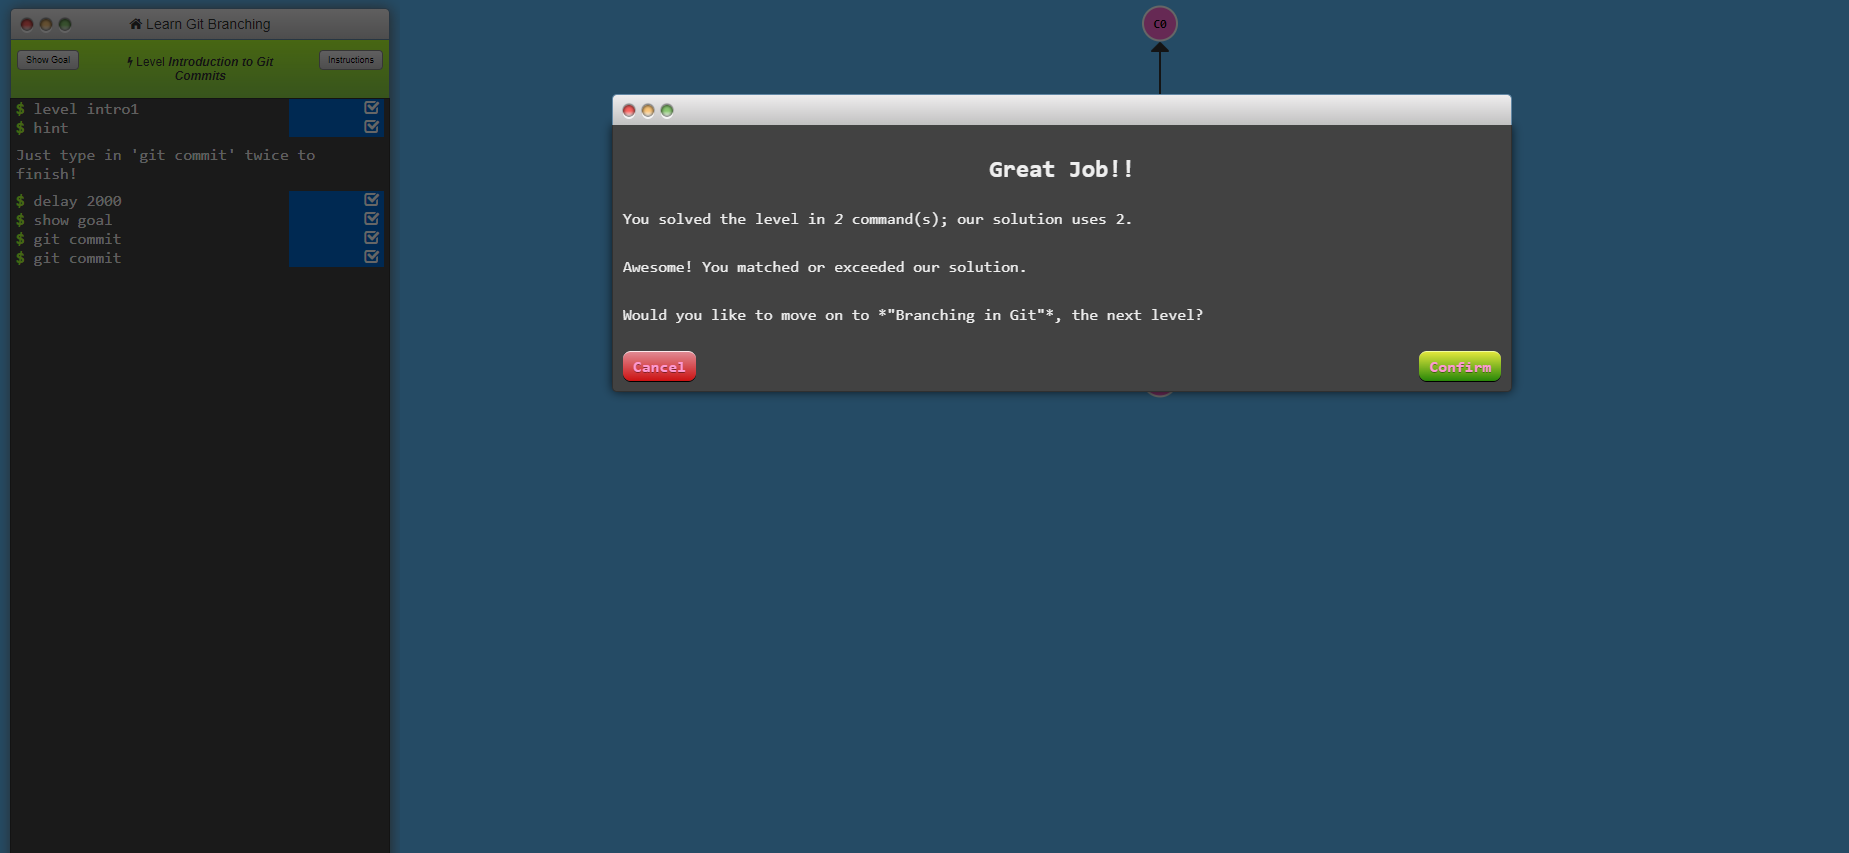 Learn Git Branching
Show Goal
Level Introduction to Git
Commits
Instructions
$ level intro1
$ hint
Just type in 'git commit' twice to
finish!
$ delay 2000
$ show goal
$ git commit
$ git commit
C0
Great Job!!
You solved the level in 2 command(s); our solution uses 2.
Awesome! You matched or exceeded our solution.
Would you like to move on to *"Branching in Git"*, the next level?
Cancel
Confirm